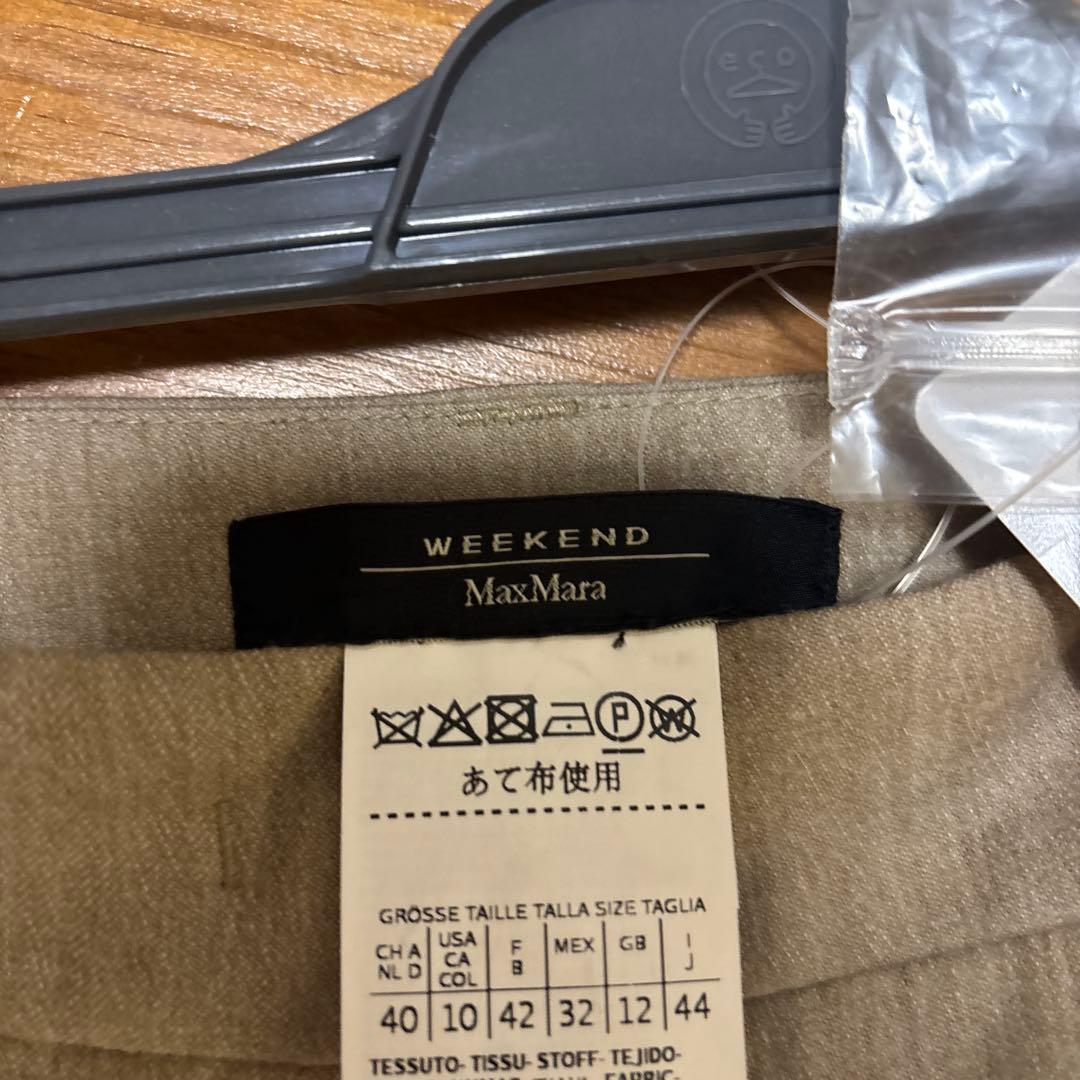 WEEKEND
MaxMara
P W
あて布使用
GRÖSSE TAILLE TALLA SIZE TAGLIA
CH A NL D USA CA COL F B MEX GB I J
40 10 42 32 12 44
TESSUTO- TISSU- STOFF- TEJIDO-